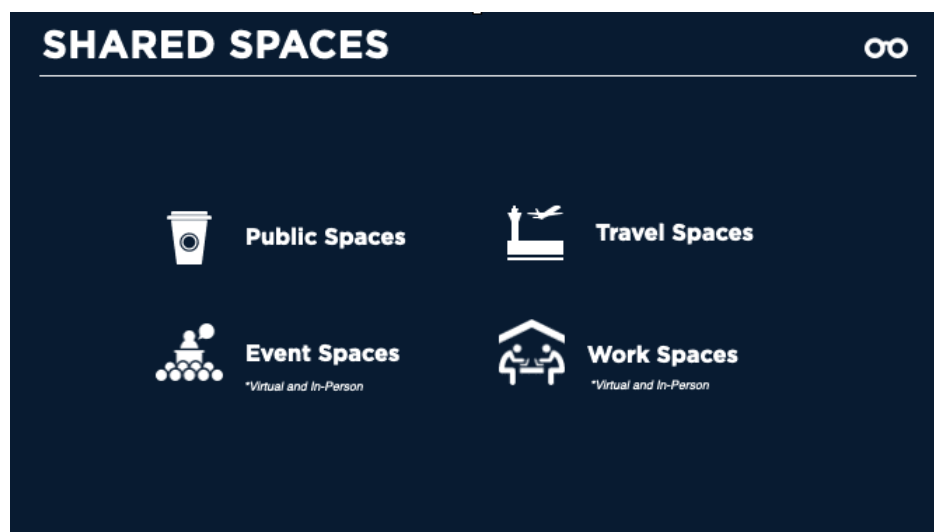 SHARED SPACES
Public Spaces
Travel Spaces
Event Spaces
*Virtual and In-Person
Work Spaces
*Virtual and In-Person